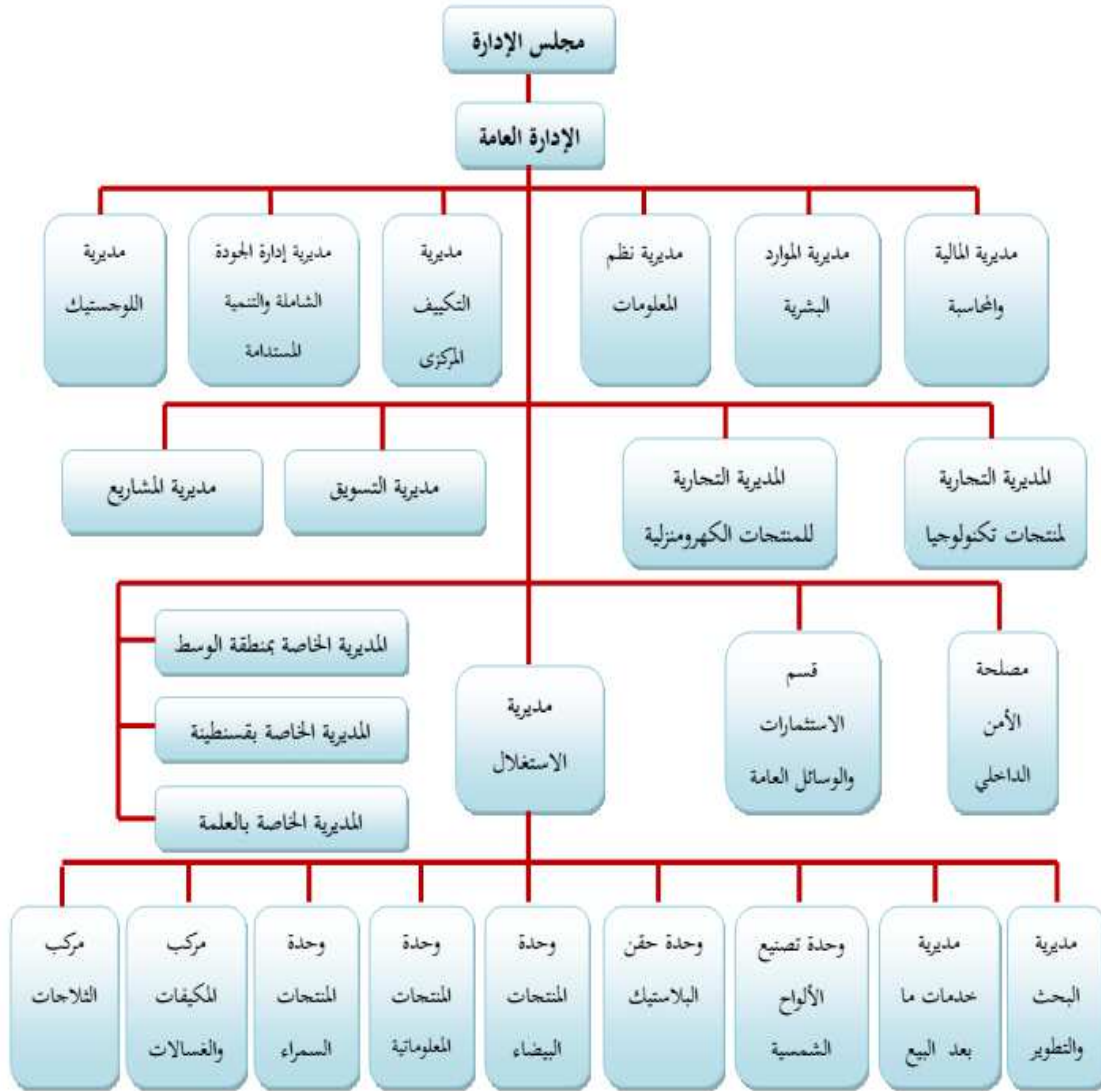 مجلس الإدارة
الإدارة العامة
مديرية المالية
والمحاسبة
مديرية الموارد
البشرية
مديرية نظم
المعلومات
مديرية
التكييف
المركزى
مديرية إدارة الجودة
الشاملة والتنمية
المستدامة
مديرية
اللوجستيك
المديرية التجارية
لمنتجات تكنولوجيا
المديرية التجارية
للمنتجات الكهرومنزلية
مديرية التسويق
مديرية المشاريع
مصلحة
الأمن
الداخلي
قسم
الاستثمارات
والوسائل العامة
مديرية
الاستغلال
المديرية الخاصة بمنطقة الوسط
المديرية الخاصة بقسنطينة
المديرية الخاصة بالعلمة
مديرية
البحث
والتطوير
مديرية
خدمات ما
بعد البيع
وحدة تصنيع
الألواح
الشمسية
وحدة حقن
البلاستيك
وحدة
المنتجات
البيضاء
وحدة
المنتجات
المعلوماتية
وحدة
المنتجات
السمراء
مركب
المكيفات
والغسالات
مركب
الثلاجات